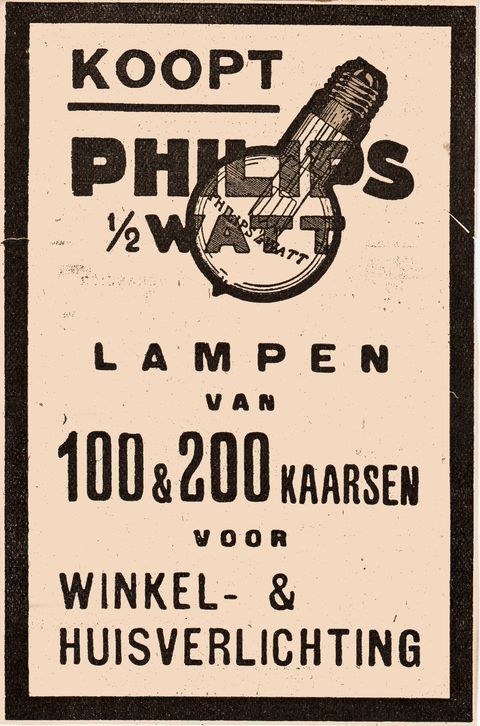 KOOPT
PHILIPS
½ WATT
PHILIPS ½ WATT
LAMPEN
VAN
100 & 200 KAARSEN
VOOR
WINKEL- &
HUISVERLICHTING